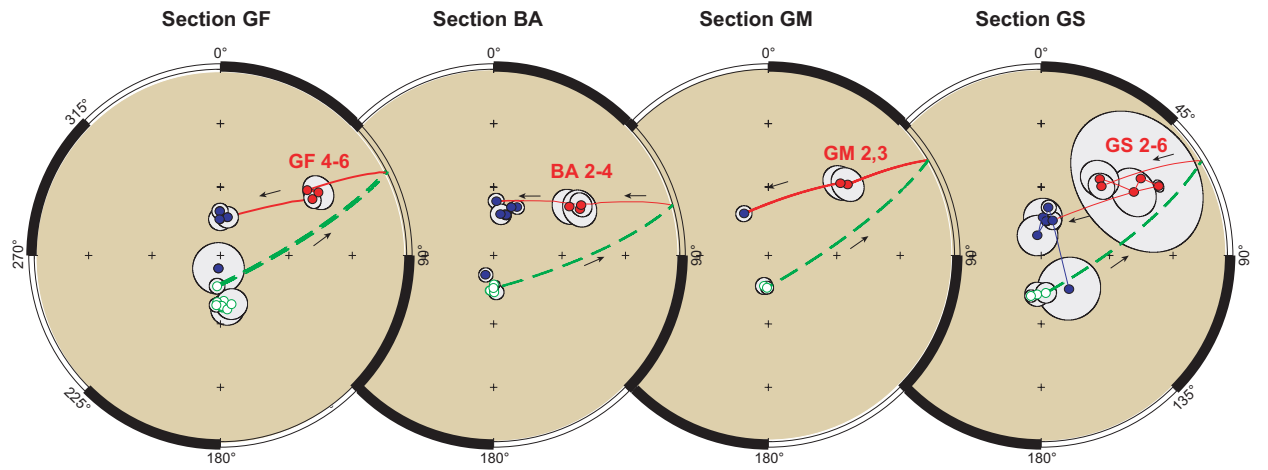 Section GF
Section BA
Section GM
Section GS
0°
0°
0°
0°
315°
45°
GF 4-6
BA 2-4
GM 2,3
GS 2-6
270°
90°
90°
90°
90°
225°
135°
180°
180°
180°
180°